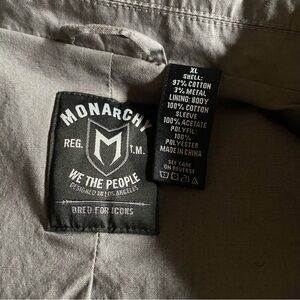 MONARCHY
REG. T.M.
M
WE THE PEOPLE
DESIGNED IN LOS ANGELES
BRED FOR ICONS
XL
SHELL:
97% COTTON
3% METAL
LINING: BODY
100% COTTON
SLEEVE
100% ACETATE
POLYFIL:
100%
POLYESTER
MADE IN CHINA
SEE CARE
ON REVERSE